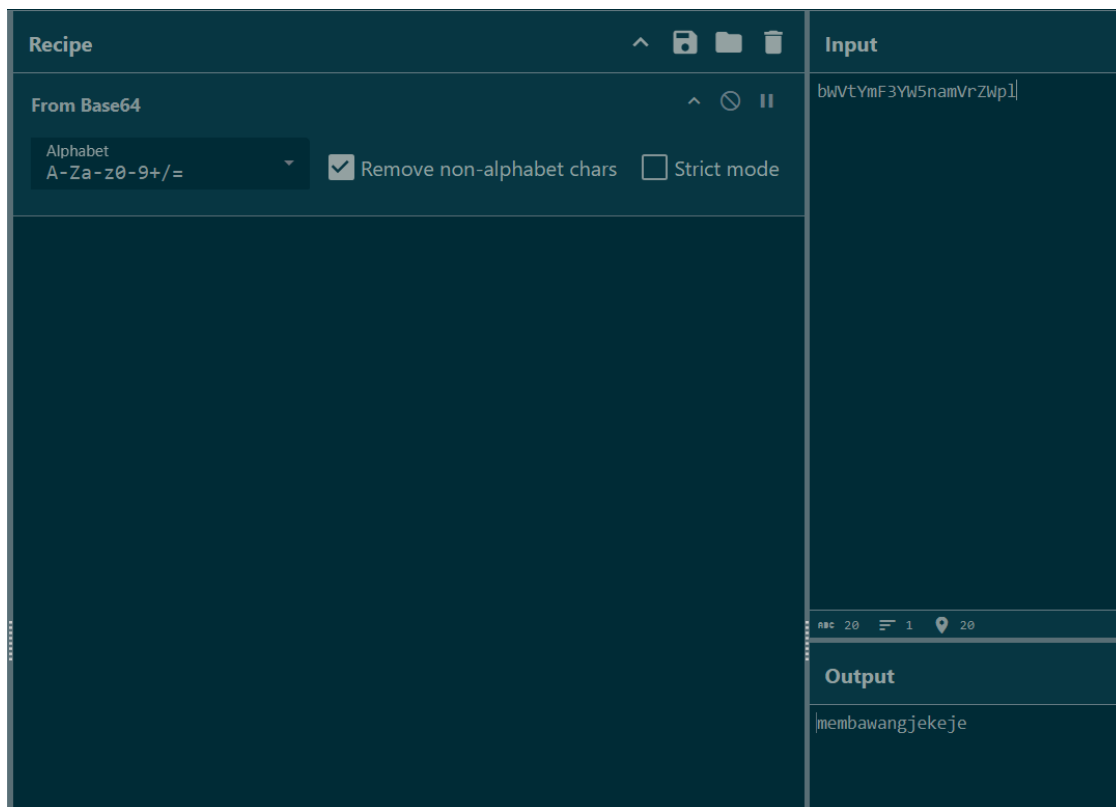 Recipe
From Base64
Alphabet
A-Za-z0-9+/=
Remove non-alphabet chars
Strict mode
Input
bWVtYmF3YW5namVrZWpl
ABC 20 1 20
Output
membawangjekeje